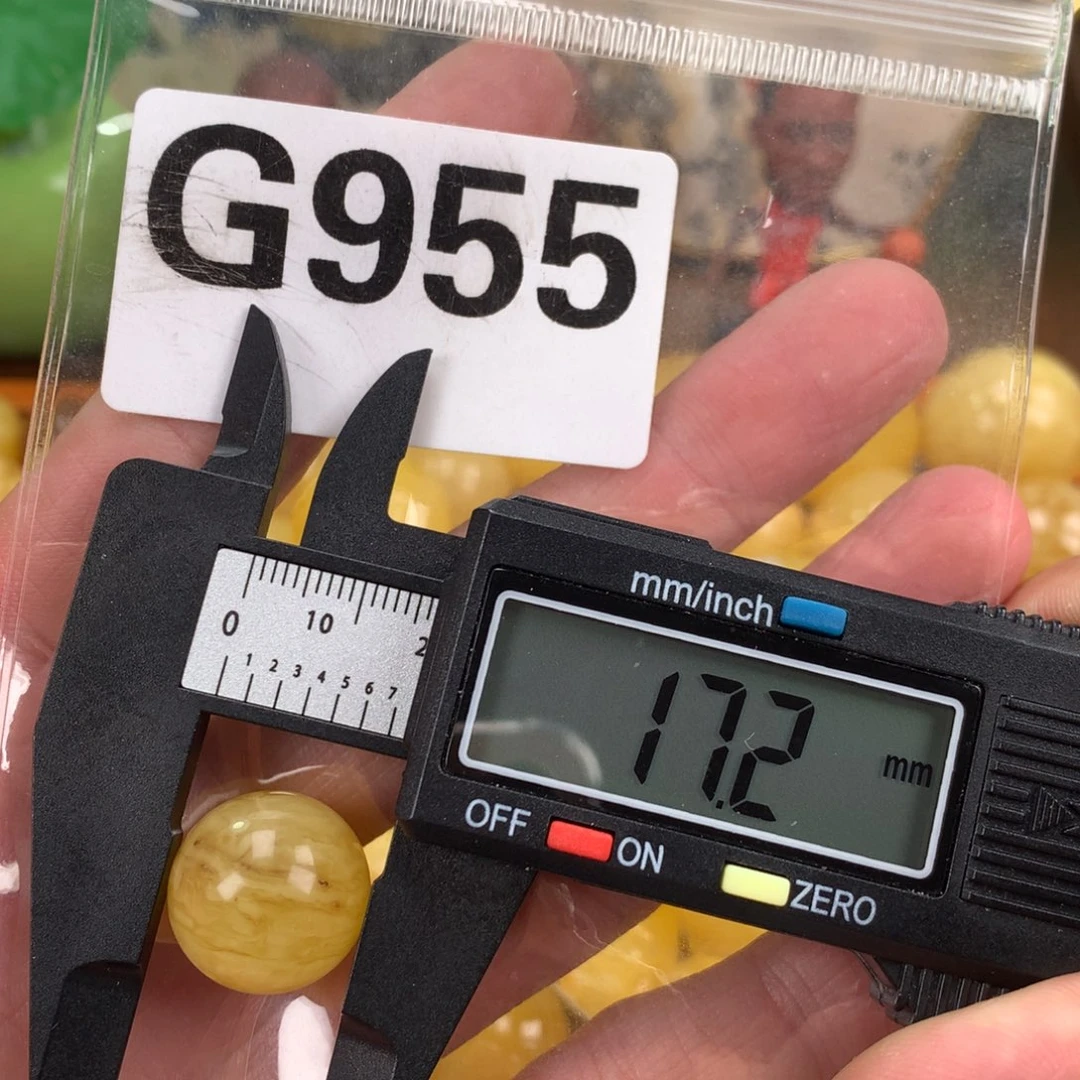 G955
mm/inch
0 10 2
1 2 3 4 5 6 7
17.2 mm
OFF ON ZERO